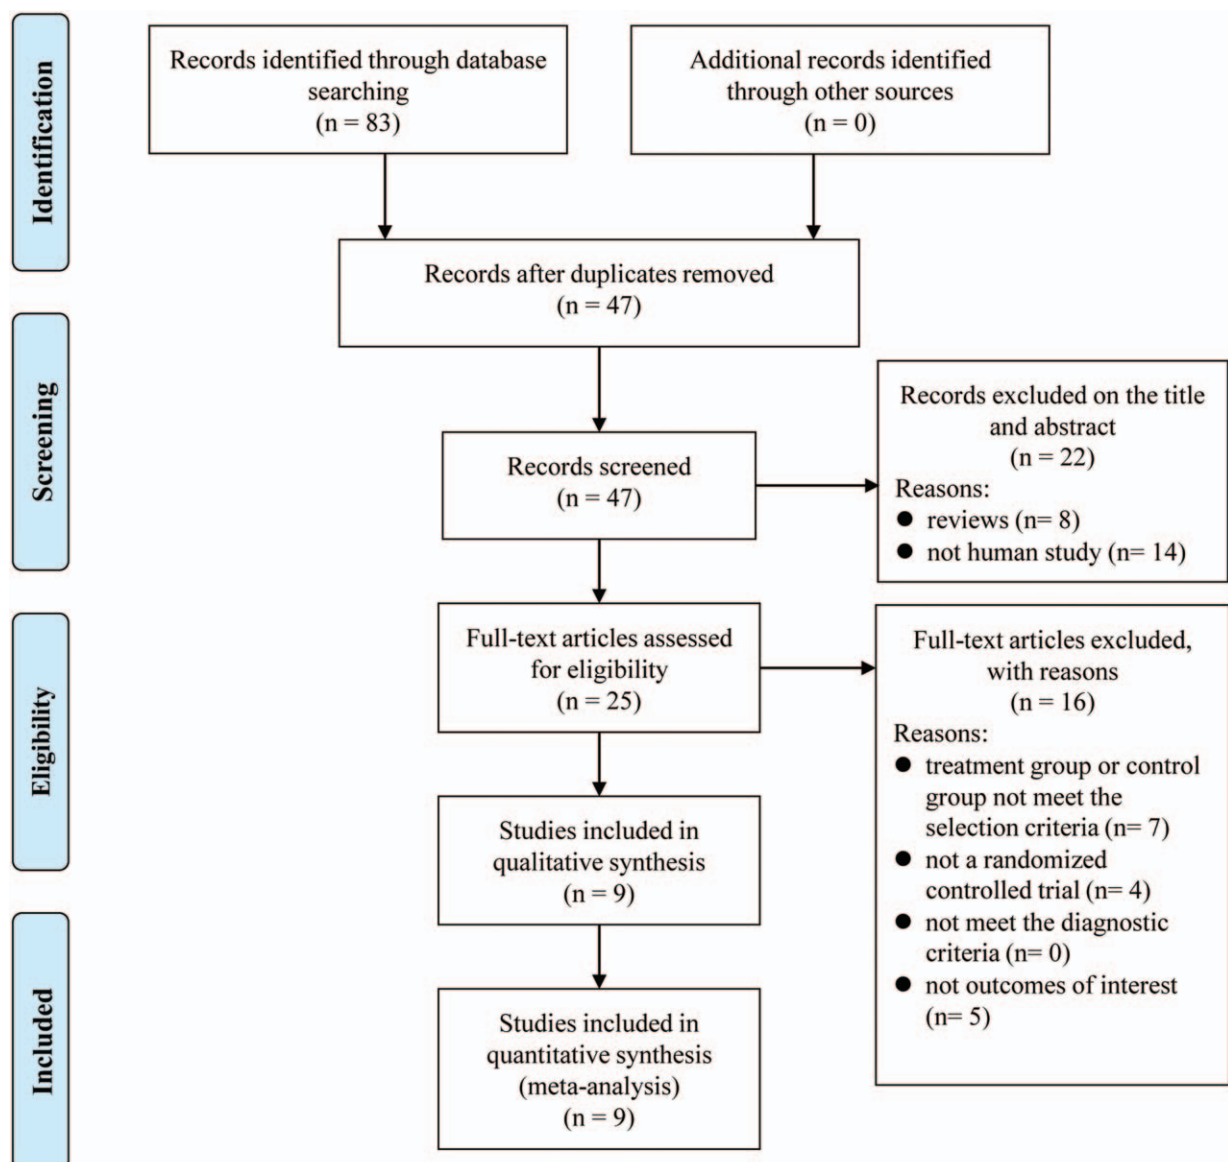 Identification
Records identified through database
searching
(n = 83)
Additional records identified
through other sources
(n = 0)
Records after duplicates removed
(n = 47)
Screening
Records screened
(n = 47)
Records excluded on the title
and abstract
(n = 22)
Reasons:
● reviews (n= 8)
● not human study (n= 14)
Eligibility
Full-text articles assessed
for eligibility
(n = 25)
Full-text articles excluded,
with reasons
(n = 16)
Reasons:
● treatment group or control
group not meet the
selection criteria (n= 7)
● not a randomized
controlled trial (n= 4)
● not meet the diagnostic
criteria (n= 0)
● not outcomes of interest
(n= 5)
Studies included in
qualitative synthesis
(n = 9)
Included
Studies included in
quantitative synthesis
(meta-analysis)
(n = 9)